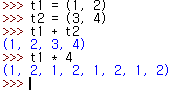 >>> t1 = (1, 2)
>>> t2 = (3, 4)
>>> t1 + t2
(1, 2, 3, 4)
>>> t1 * 4
(1, 2, 1, 2, 1, 2, 1, 2)
>>>